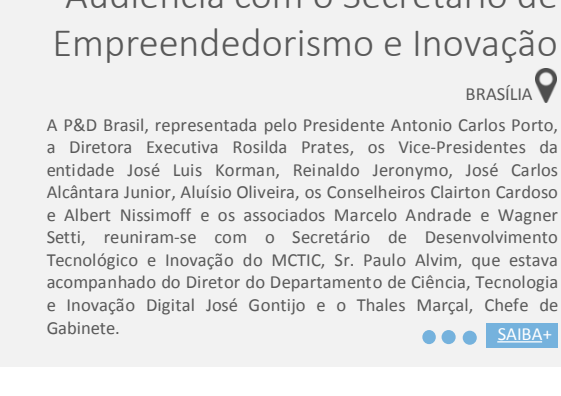 Audiência com o Secretário de
Empreendedorismo e Inovação
BRASÍLIA
A P&D Brasil, representada pelo Presidente Antonio Carlos Porto,
a Diretora Executiva Rosilda Prates, os Vice-Presidentes da
entidade José Luis Korman, Reinaldo Jeronymo, José Carlos
Alcântara Junior, Aluísio Oliveira, os Conselheiros Clairton Cardoso
e Albert Nissimoff e os associados Marcelo Andrade e Wagner
Setti, reuniram-se com o Secretário de Desenvolvimento
Tecnológico e Inovação do MCTIC, Sr. Paulo Alvim, que estava
acompanhado do Diretor do Departamento de Ciência, Tecnologia
e Inovação Digital José Gontijo e o Thales Marçal, Chefe de
Gabinete.
SAIBA+